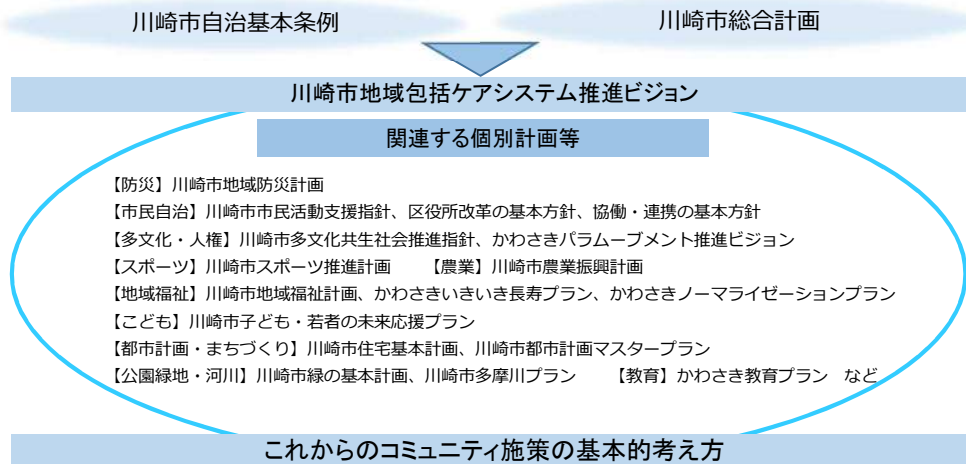 川崎市自治基本条例　川崎市総合計画
川崎市地域包括ケアシステム推進ビジョン
関連する個別計画等
【防災】川崎市地域防災計画
【市民自治】川崎市市民活動支援指針、区役所改革の基本方針、協働・連携の基本方針
【多文化・人権】川崎市多文化共生社会推進指針、かわさきパラムーブメント推進ビジョン
【スポーツ】川崎市スポーツ推進計画　【農業】川崎市農業振興計画
【地域福祉】川崎市地域福祉計画、かわさきいきいき長寿プラン、かわさきノーマライゼーションプラン
【こども】川崎市子ども・若者の未来応援プラン
【都市計画・まちづくり】川崎市住宅基本計画、川崎市都市計画マスタープラン
【公園緑地・河川】川崎市緑の基本計画、川崎市多摩川プラン　【教育】かわさき教育プラン　など
これからのコミュニティ施策の基本的考え方